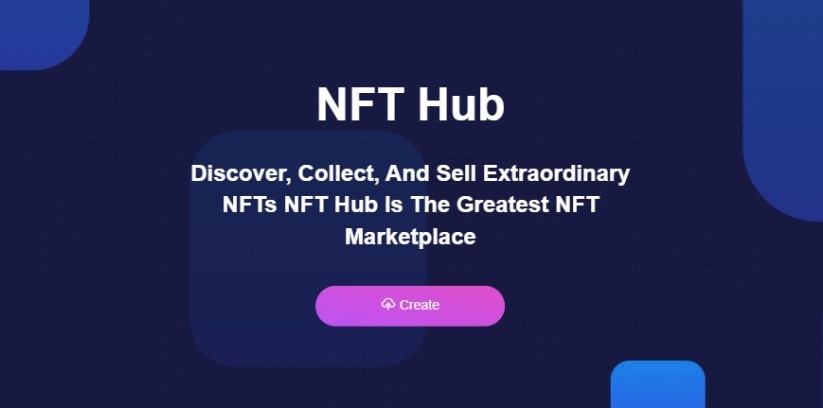 NFT Hub
Discover, Collect, And Sell Extraordinary
NFTs NFT Hub Is The Greatest NFT
Marketplace
Create